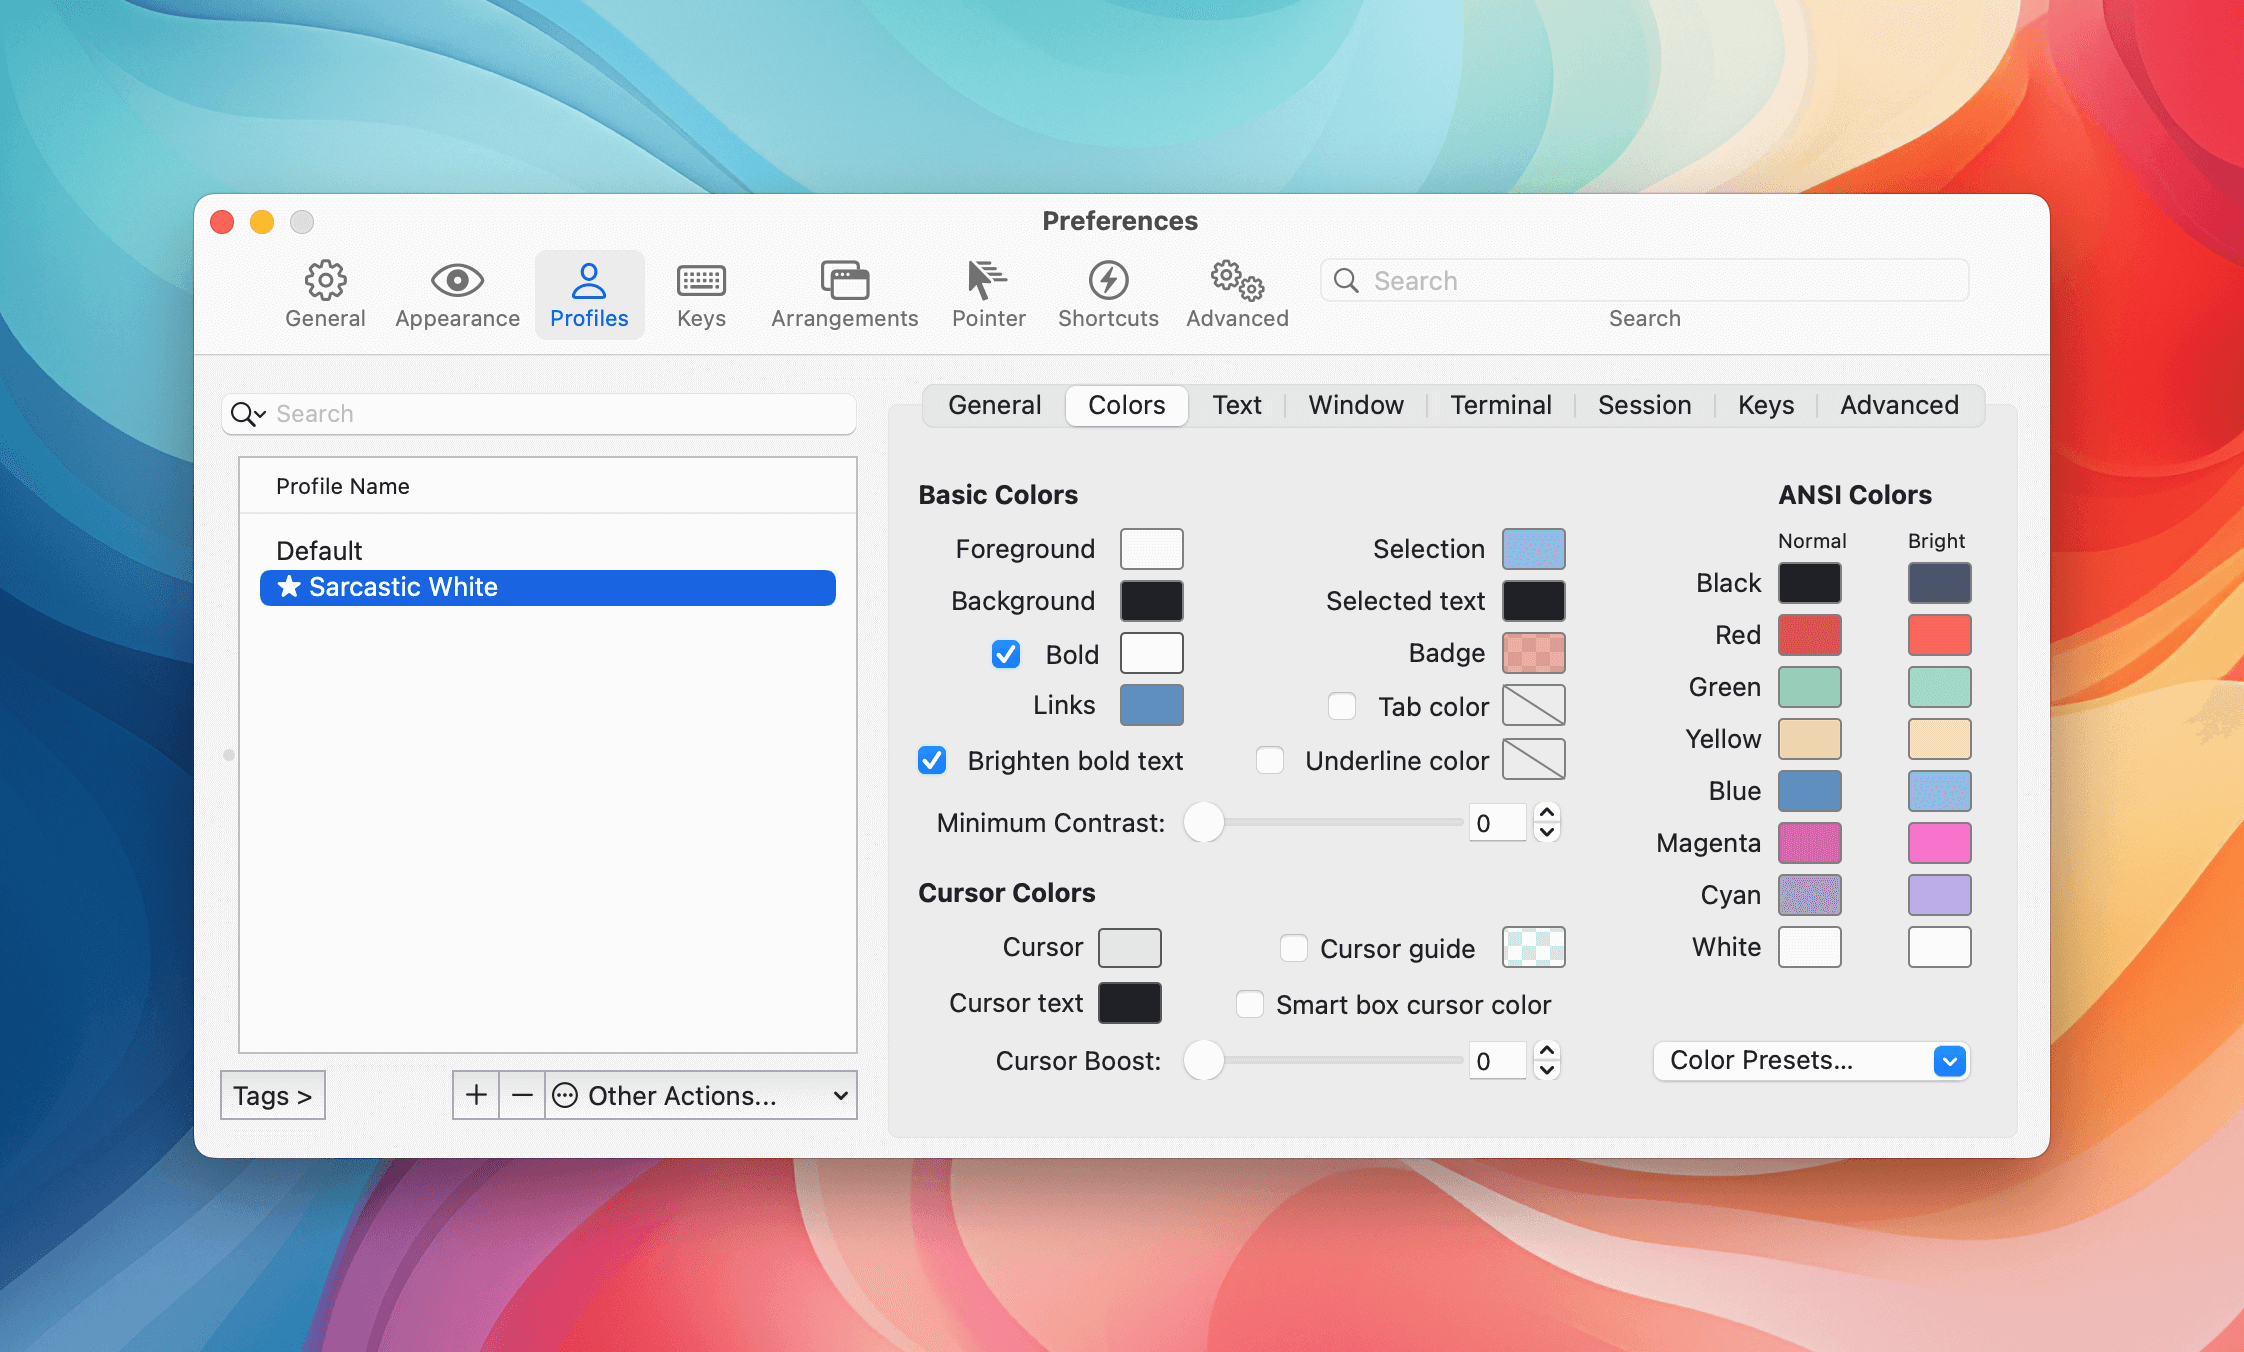 Preferences
General
Appearance
Profiles
Keys
Arrangements
Pointer
Shortcuts
Advanced
Search
Search
Search
Profile Name
Default
Sarcastic White
Tags >
+ − Other Actions...
General Colors Text Window Terminal Session Keys Advanced
Basic Colors
Foreground
Background
Bold
Links
Brighten bold text
Selection
Selected text
Badge
Tab color
Underline color
Minimum Contrast: 0
Cursor Colors
Cursor
Cursor text
Cursor guide
Smart box cursor color
Cursor Boost: 0
ANSI Colors
Normal Bright
Black
Red
Green
Yellow
Blue
Magenta
Cyan
White
Color Presets...